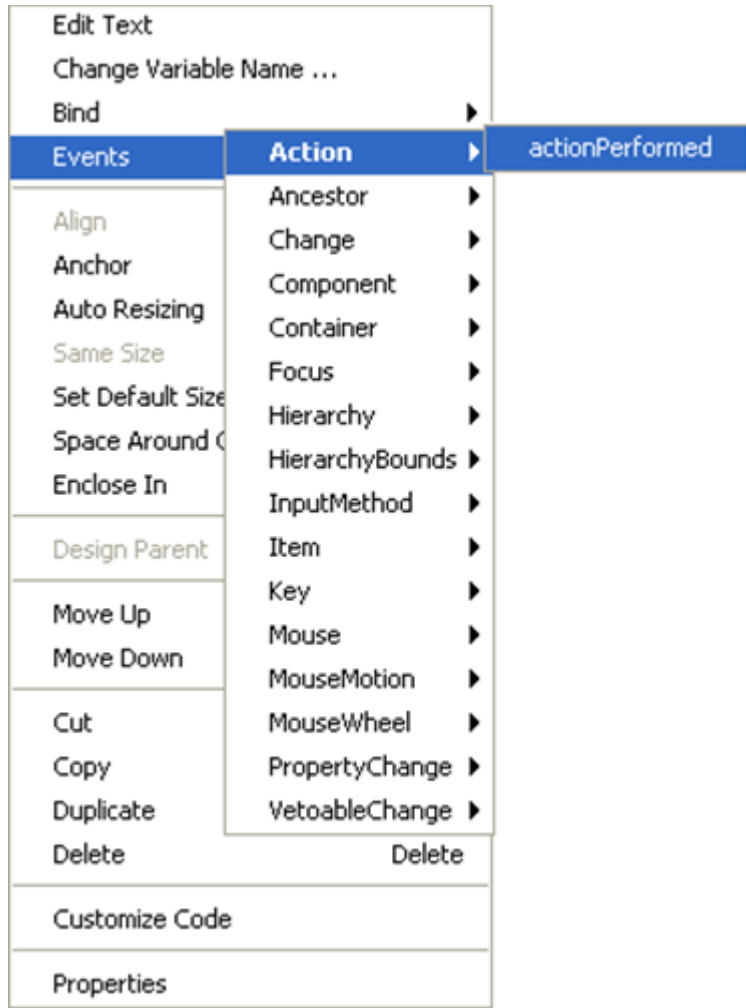 Edit Text
Change Variable Name ...
Bind
Events
Align
Anchor
Auto Resizing
Same Size
Set Default Size
Space Around
Enclose In
Design Parent
Move Up
Move Down
Cut
Copy
Duplicate
Delete Delete
Customize Code
Properties
Action
Ancestor
Change
Component
Container
Focus
Hierarchy
HierarchyBounds
InputMethod
Item
Key
Mouse
MouseMotion
MouseWheel
PropertyChange
VetoableChange
actionPerformed